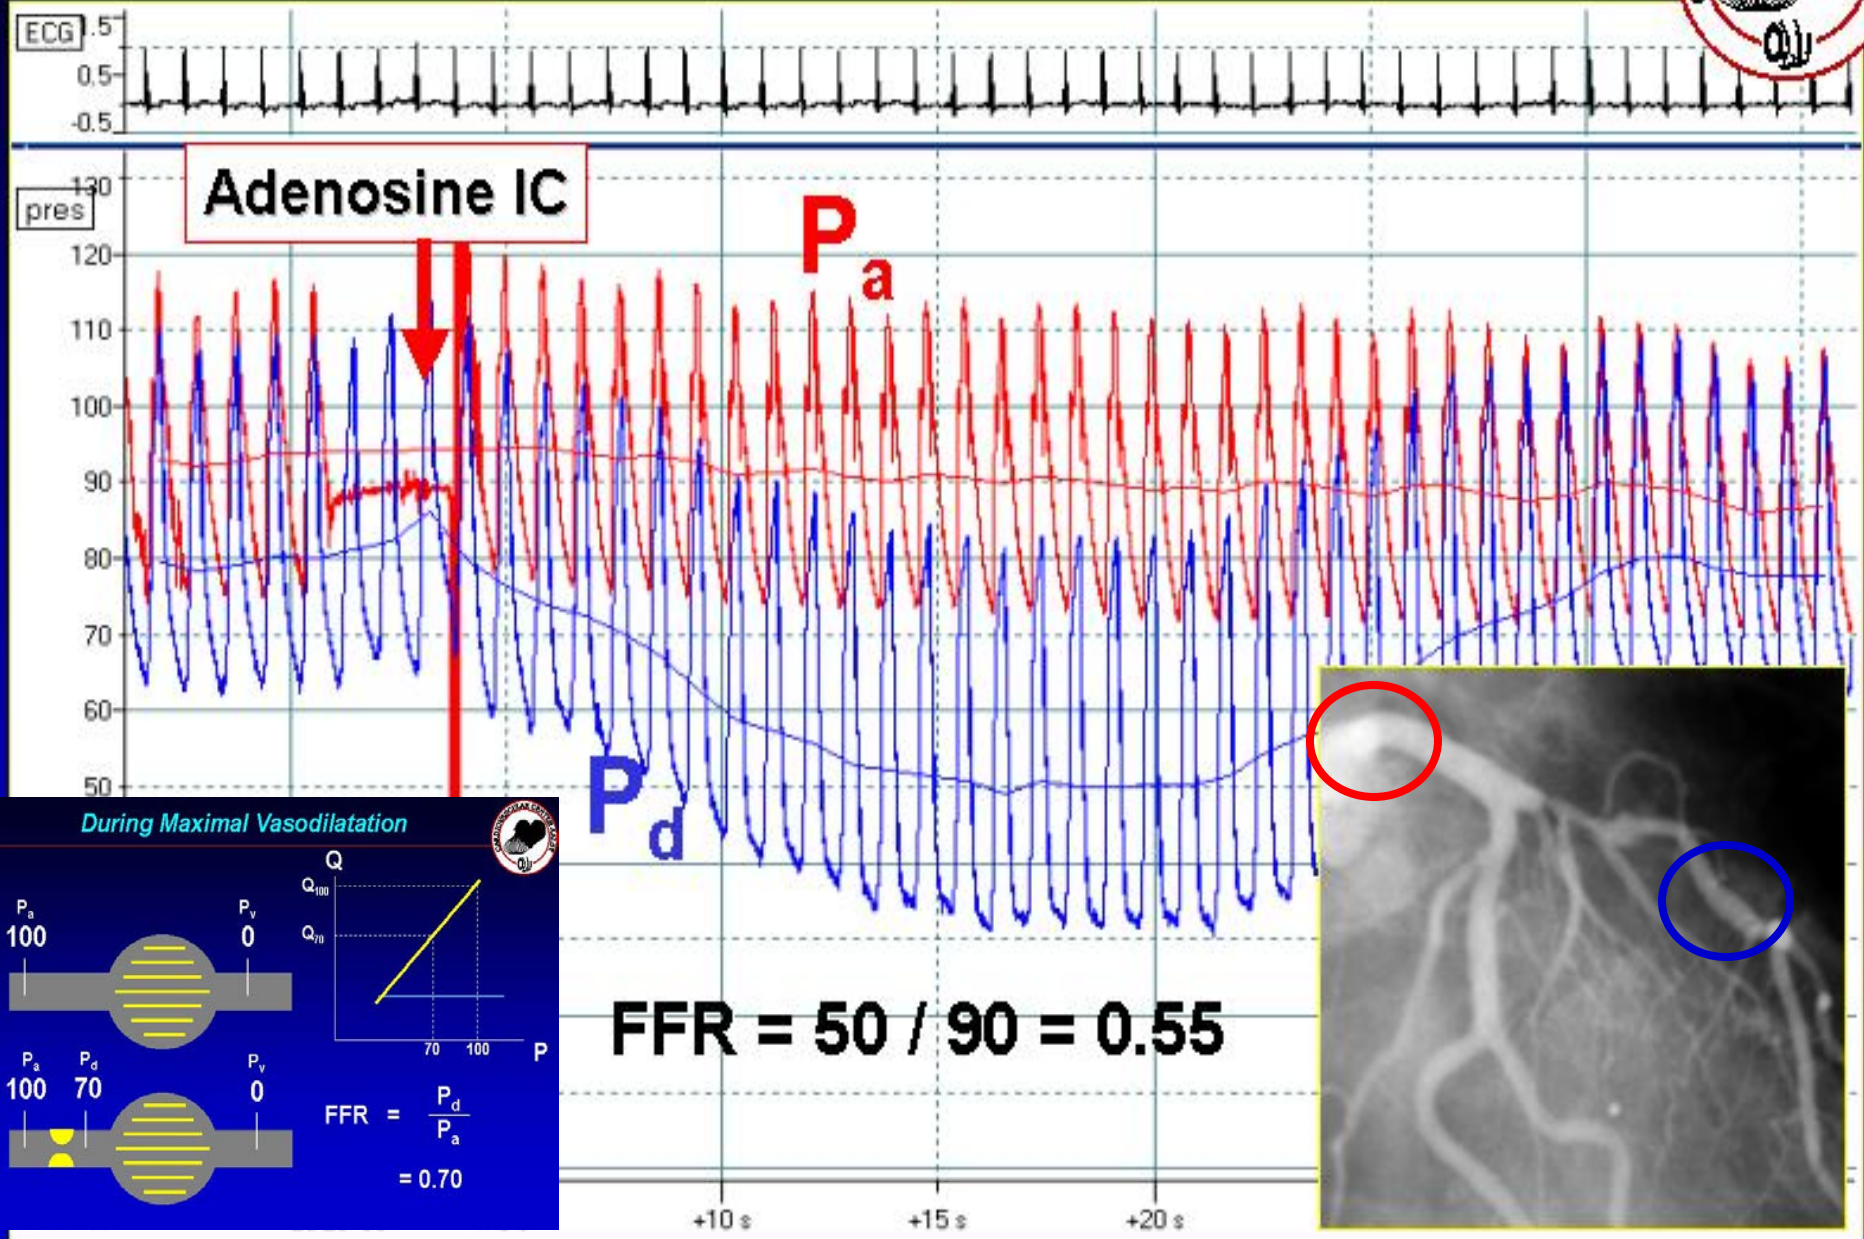 ECG
1.5
0.5
-0.5
Adenosine IC
pres
130
120
110
100
90
80
70
60
50
Pa
Pd
FFR = 50 / 90 = 0.55
+10 s
+15 s
+20 s
During Maximal Vasodilatation
Pa
100
Pv
0
Q
Q100
Q70
70
100
P
Pa
100
Pd
70
Pv
0
FFR = Pd
Pa
= 0.70